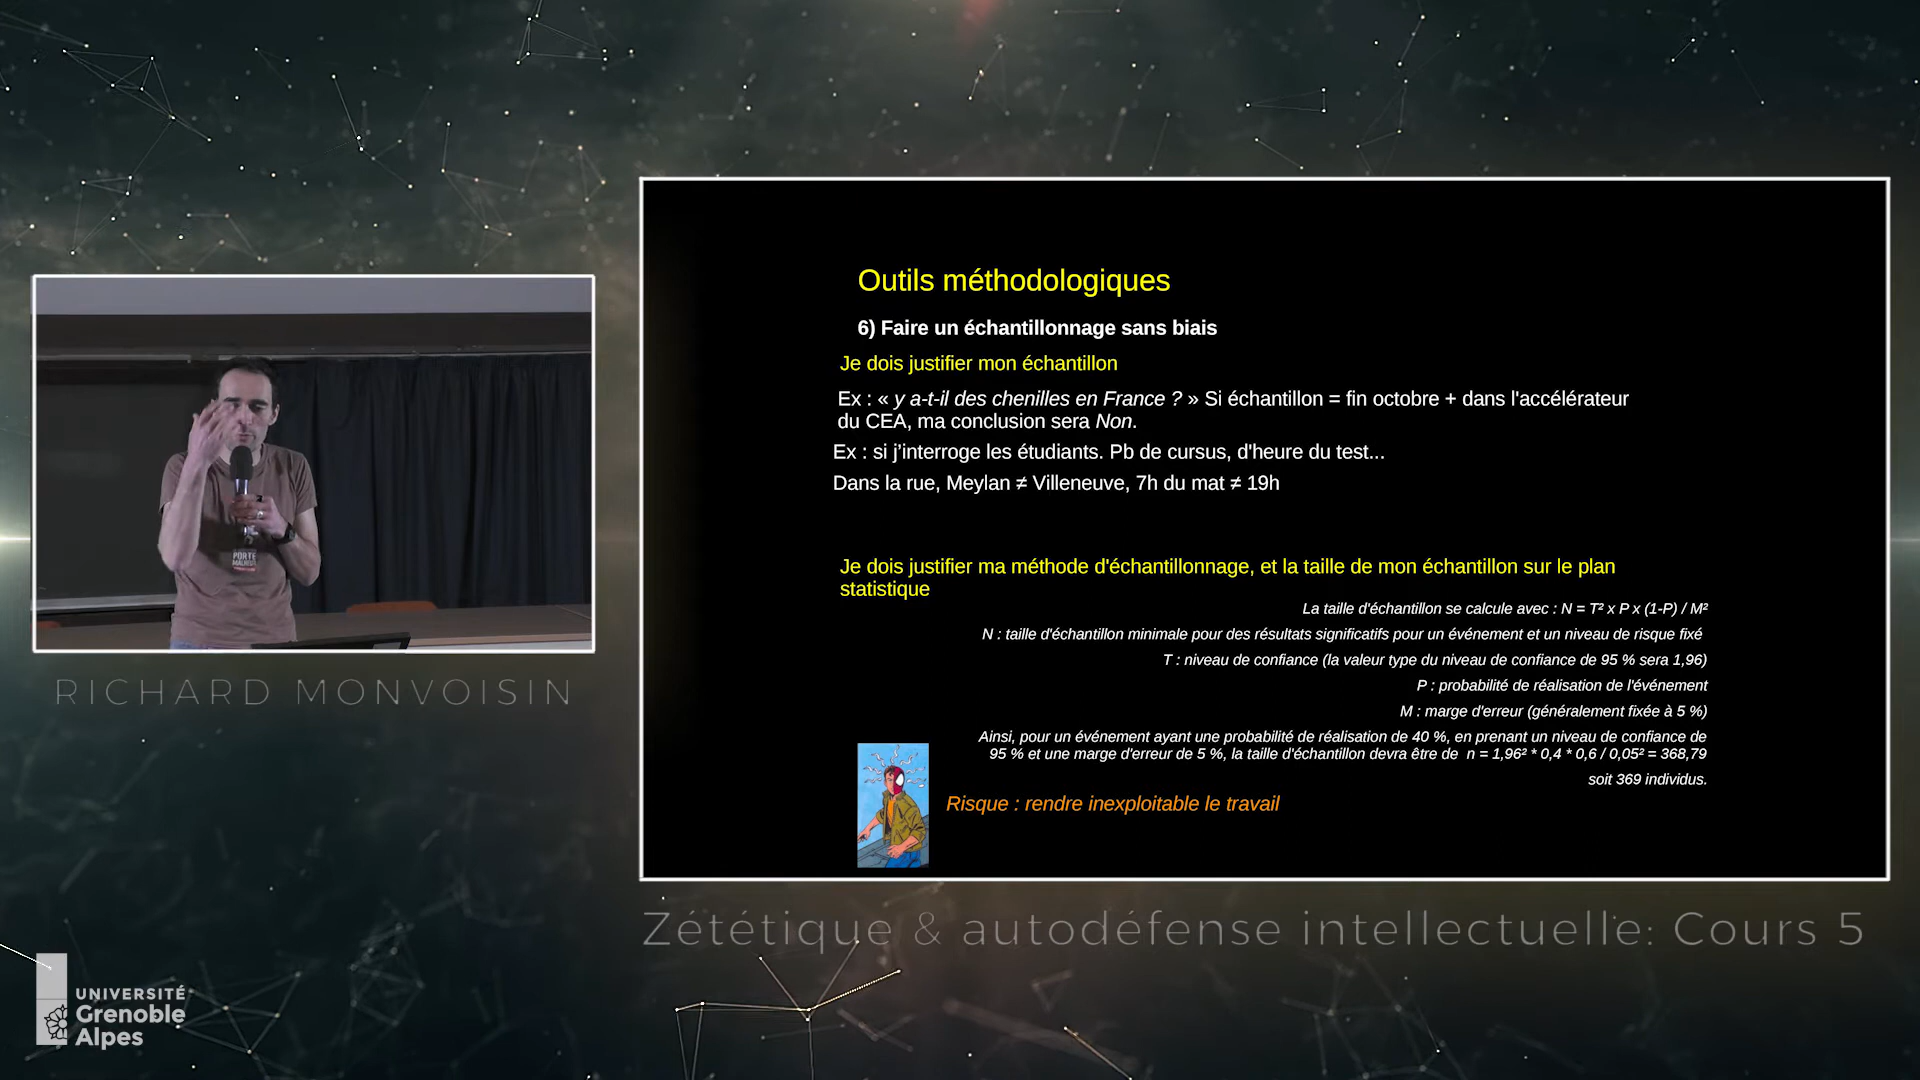 Outils méthodologiques
6) Faire un échantillonnage sans biais
Je dois justifier mon échantillon
Ex : « y a-t-il des chenilles en France ? » Si échantillon = fin octobre + dans l'accélérateur
du CEA, ma conclusion sera Non.
Ex : si j'interroge les étudiants. Pb de cursus, d'heure du test...
Dans la rue, Meylan ≠ Villeneuve, 7h du mat ≠ 19h
Je dois justifier ma méthode d'échantillonnage, et la taille de mon échantillon sur le plan
statistique
La taille d'échantillon se calcule avec : N = T² x P x (1-P) / M²
N : taille d'échantillon minimale pour des résultats significatifs pour un événement et un niveau de risque fixé
T : niveau de confiance (la valeur type du niveau de confiance de 95 % sera 1,96)
P : probabilité de réalisation de l'événement
M : marge d'erreur (généralement fixée à 5 %)
Ainsi, pour un événement ayant une probabilité de réalisation de 40 %, en prenant un niveau de confiance de
95 % et une marge d'erreur de 5 %, la taille d'échantillon devra être de n = 1,96² * 0,4 * 0,6 / 0,05² = 368,79
soit 369 individus.
Risque : rendre inexploitable le travail
PORTE
MALHEUR
RICHARD MONVOISIN
Zététique & autodéfense intellectuelle: Cours 5
UNIVERSITÉ
Grenoble
Alpes